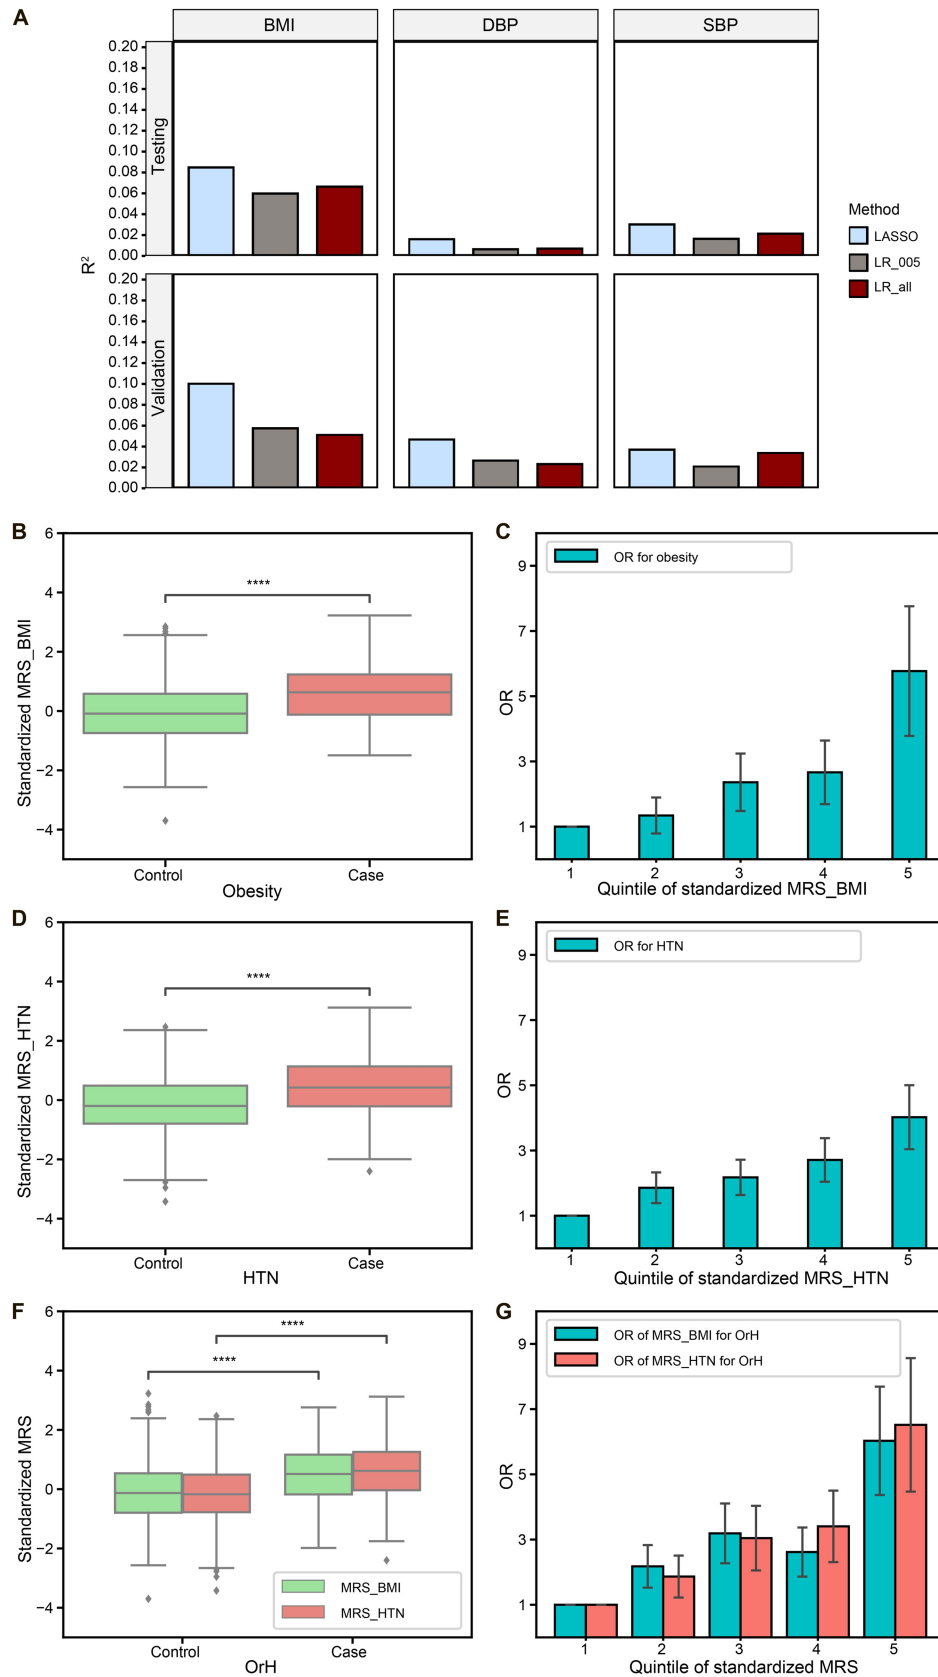 A
BMI DBP SBP
Testing
0.20
0.18
0.16
0.14
0.12
0.10
0.08
0.06
0.04
0.02
0.00
R²
Validation
0.20
0.18
0.16
0.14
0.12
0.10
0.08
0.06
0.04
0.02
0.00
Method
LASSO
LR_005
LR_all
B
Standardized MRS_BMI
6
4
2
0
−2
−4
****
Control Case
Obesity
C
OR for obesity
OR
9
7
5
3
1
1 2 3 4 5
Quintile of standardized MRS_BMI
D
Standardized MRS_HTN
6
4
2
0
−2
−4
****
Control Case
HTN
E
OR for HTN
OR
9
7
5
3
1
1 2 3 4 5
Quintile of standardized MRS_HTN
F
Standardized MRS
6
4
2
0
−2
−4
****
****
MRS_BMI
MRS_HTN
Control Case
OrH
G
OR of MRS_BMI for OrH
OR of MRS_HTN for OrH
OR
9
7
5
3
1
1 2 3 4 5
Quintile of standardized MRS